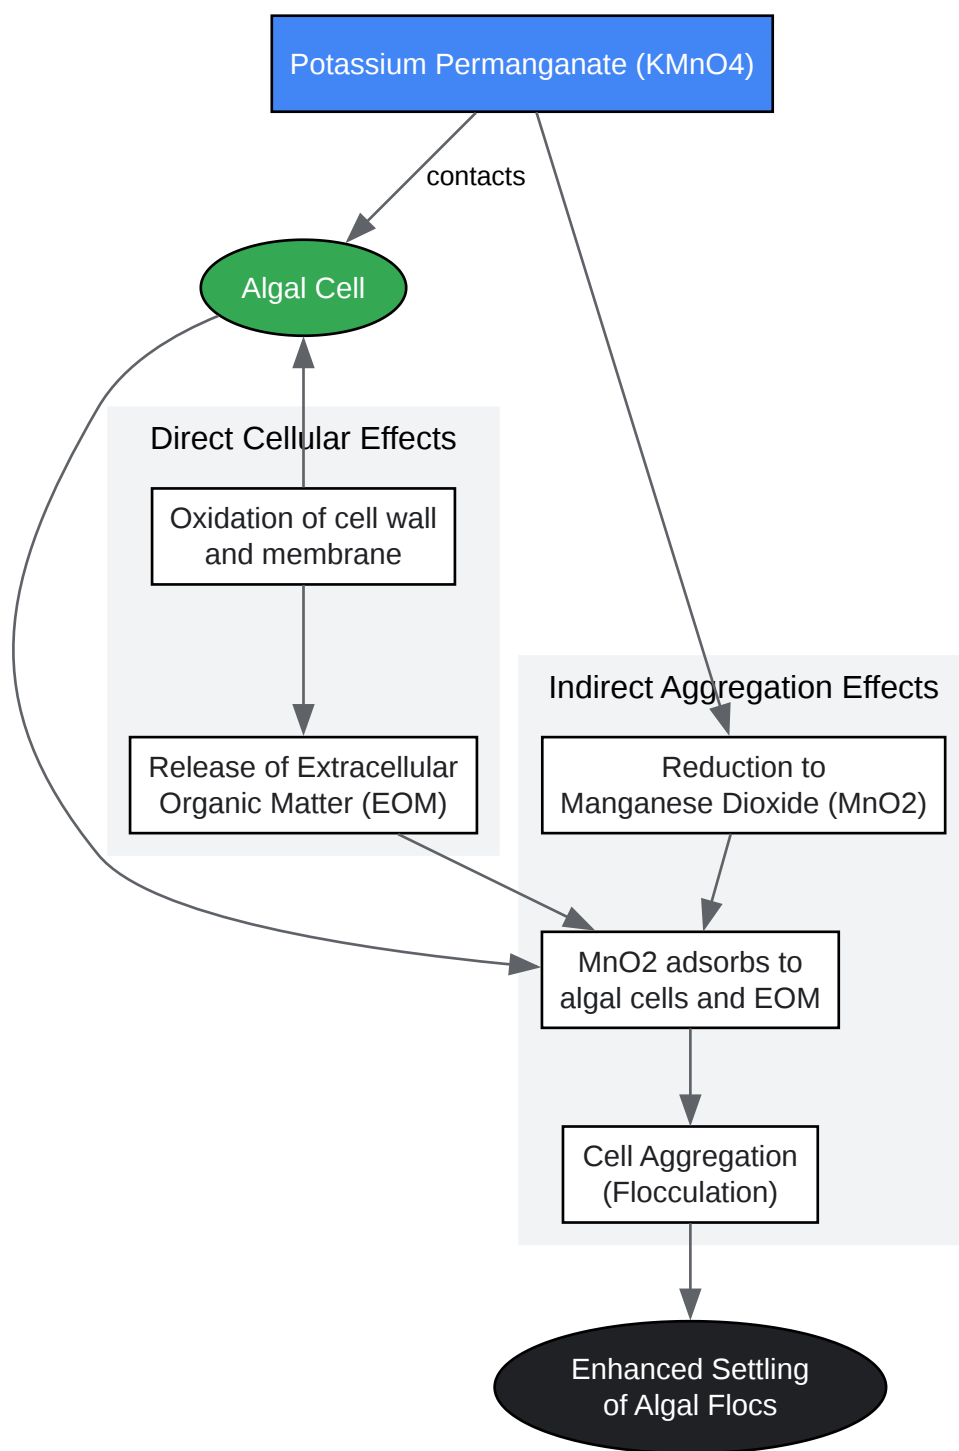 Potassium Permanganate (KMnO4)
contacts
Algal Cell
Direct Cellular Effects
Oxidation of cell wall
and membrane
Indirect Aggregation Effects
Release of Extracellular
Organic Matter (EOM)
Reduction to
Manganese Dioxide (MnO2)
MnO2 adsorbs to
algal cells and EOM
Cell Aggregation
(Flocculation)
Enhanced Settling
of Algal Flocs